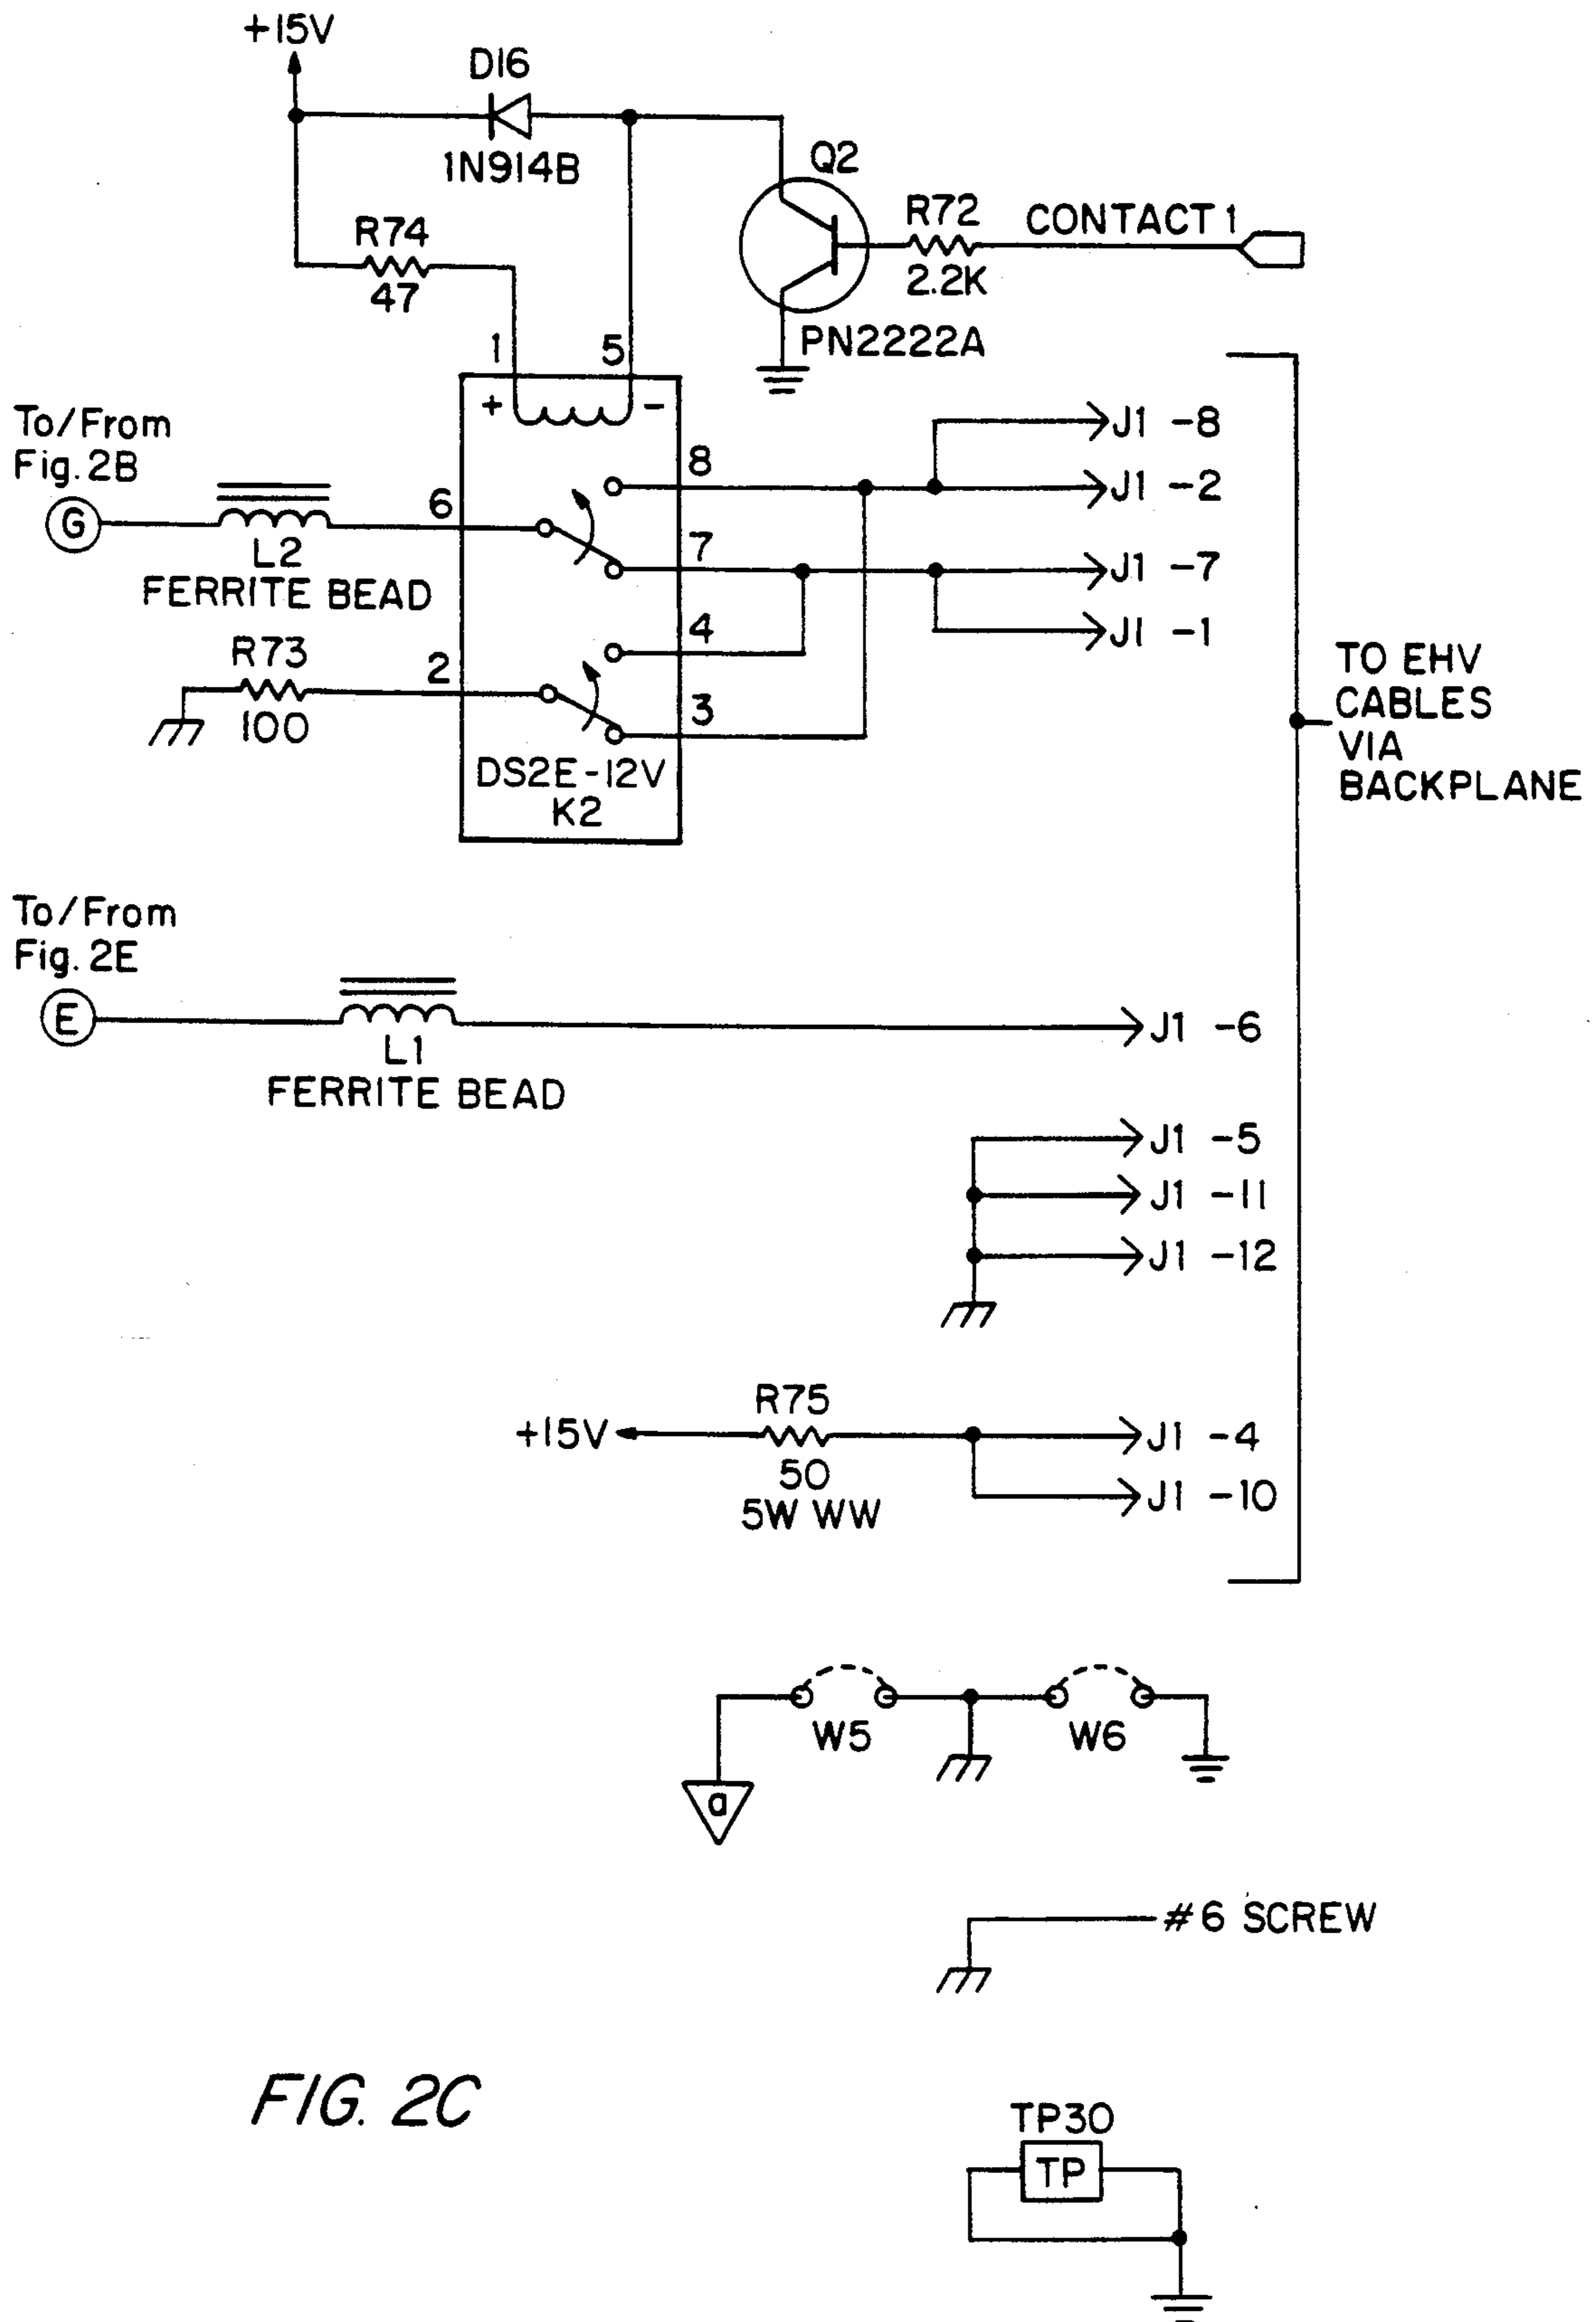 +15V
D16
1N914B
Q2
R74
47
R72
2.2K
CONTACT 1
PN2222A
1
5
+
-
To/From
Fig. 2B
G
L2
FERRITE BEAD
6
8
7
4
3
2
R73
100
DS2E-12V
K2
J1 -8
J1 -2
J1 -7
J1 -1
TO EHV
CABLES
VIA
BACKPLANE
To/From
Fig. 2E
E
L1
FERRITE BEAD
J1 -6
J1 -5
J1 -11
J1 -12
+15V
R75
50
5W WW
J1 -4
J1 -10
W5
W6
a
#6 SCREW
FIG. 2C
TP30
TP